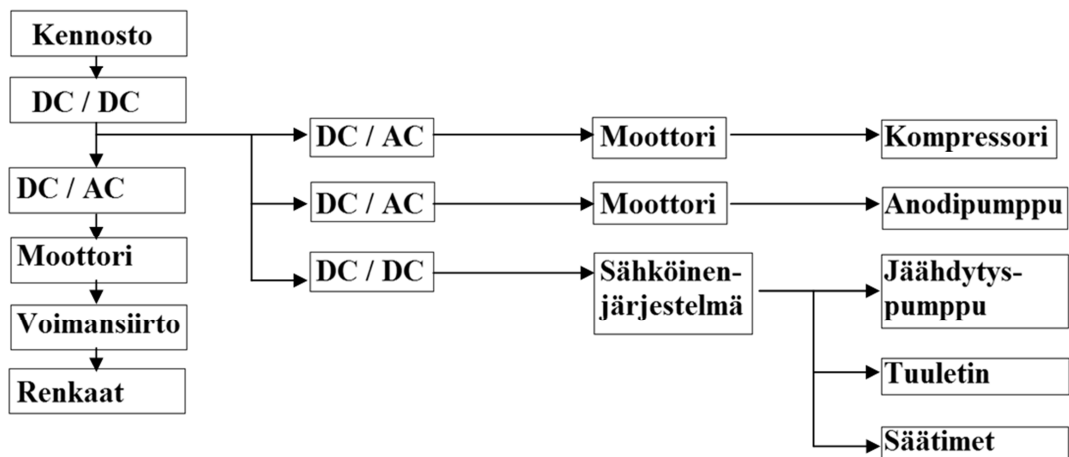 Kennosto
DC / DC
DC / AC
Moottori
Voimansiirto
Renkaat
DC / AC
Moottori
Kompressori
DC / AC
Moottori
Anodipumppu
DC / DC
Sähköinen-
järjestelmä
Jäähdytys-
pumppu
Tuuletin
Säätimet